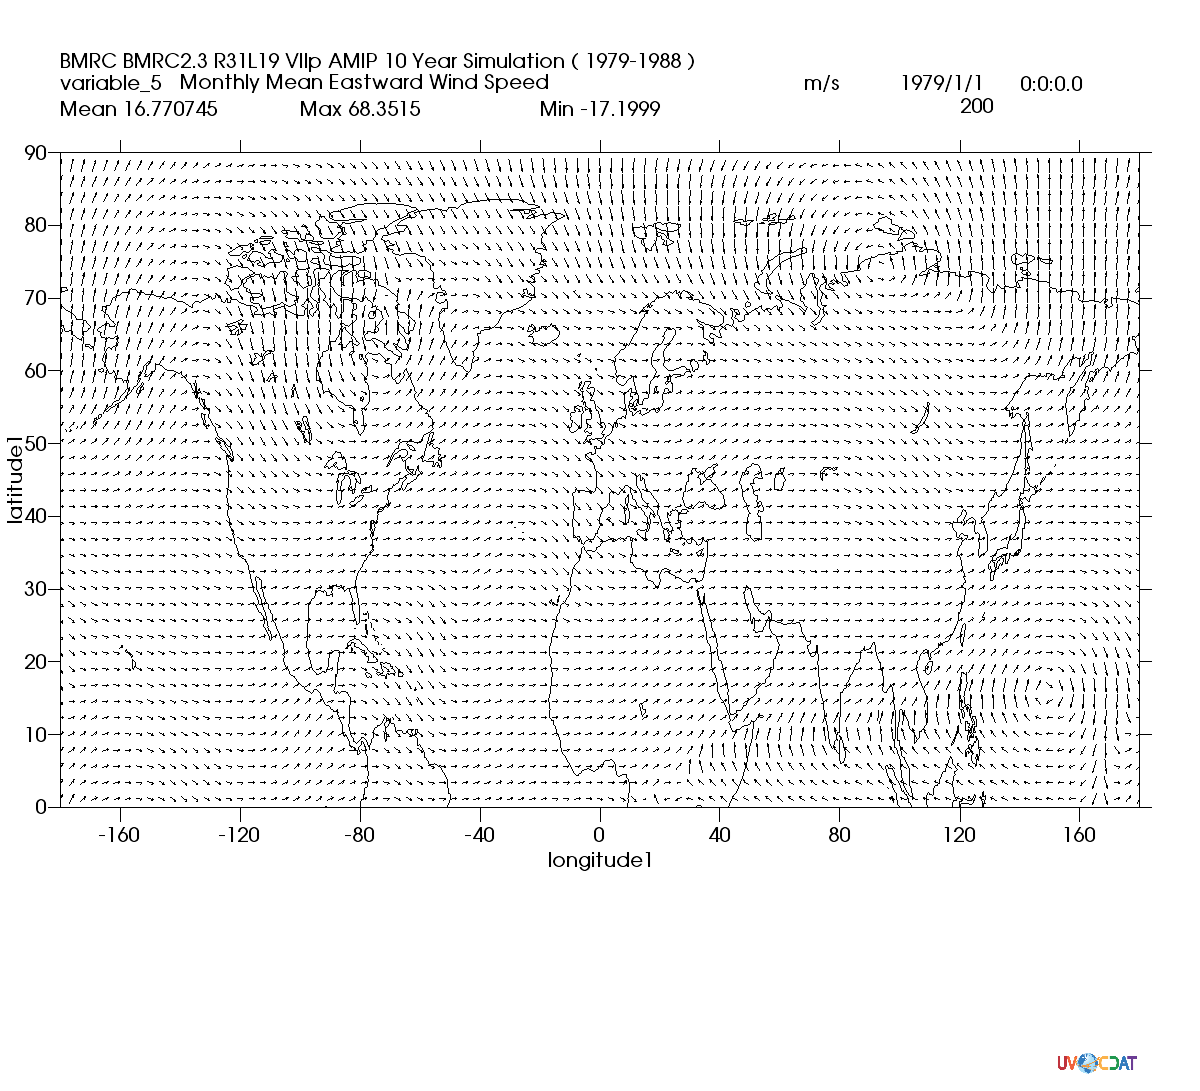 BMRC BMRC2.3 R31L19 VIIp AMIP 10 Year Simulation ( 1979-1988 )
variable_5 Monthly Mean Eastward Wind Speed m/s 1979/1/1 0:0:0.0
Mean 16.770745 Max 68.3515 Min -17.1999 200
90
80
70
60
50
40
30
20
10
0
latitude1
-160 -120 -80 -40 0 40 80 120 160
longitude1
UV CDAT